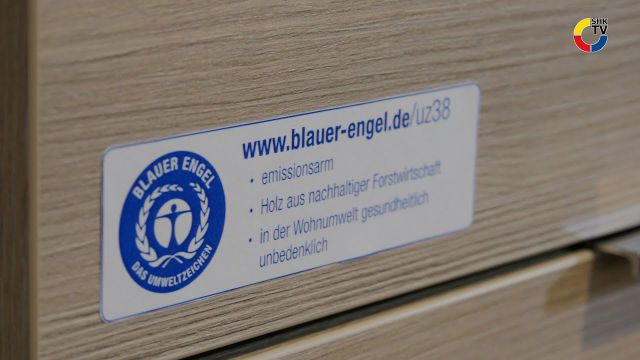 SHK
TV
www.blauer-engel.de/uz38
• emissionsarm
• Holz aus nachhaltiger Forstwirtschaft
• in der Wohnumwelt gesundheitlich
unbedenklich
BLAUER ENGEL
DAS UMWELTZEICHEN